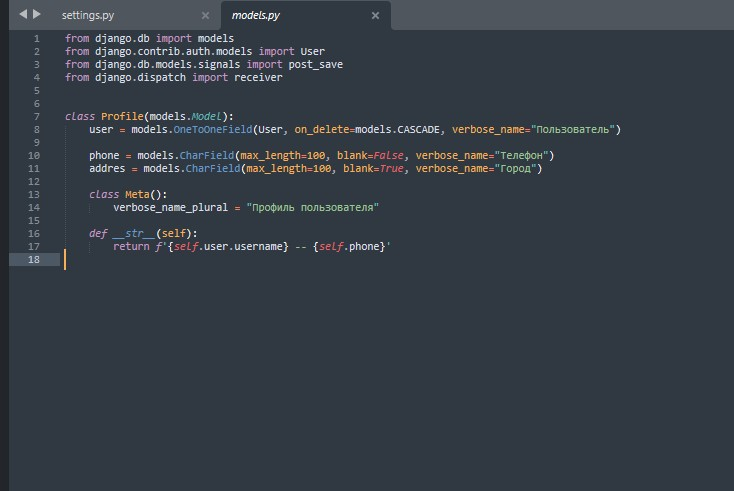 settings.py × models.py ×
1 from django.db import models
2 from django.contrib.auth.models import User
3 from django.db.models.signals import post_save
4 from django.dispatch import receiver
5
6
7 class Profile(models.Model):
8 user = models.OneToOneField(User, on_delete=models.CASCADE, verbose_name="Пользователь")
9
10 phone = models.CharField(max_length=100, blank=False, verbose_name="Телефон")
11 addres = models.CharField(max_length=100, blank=True, verbose_name="Город")
12
13 class Meta():
14 verbose_name_plural = "Профиль пользователя"
15
16 def __str__(self):
17 return f'{self.user.username} -- {self.phone}'
18